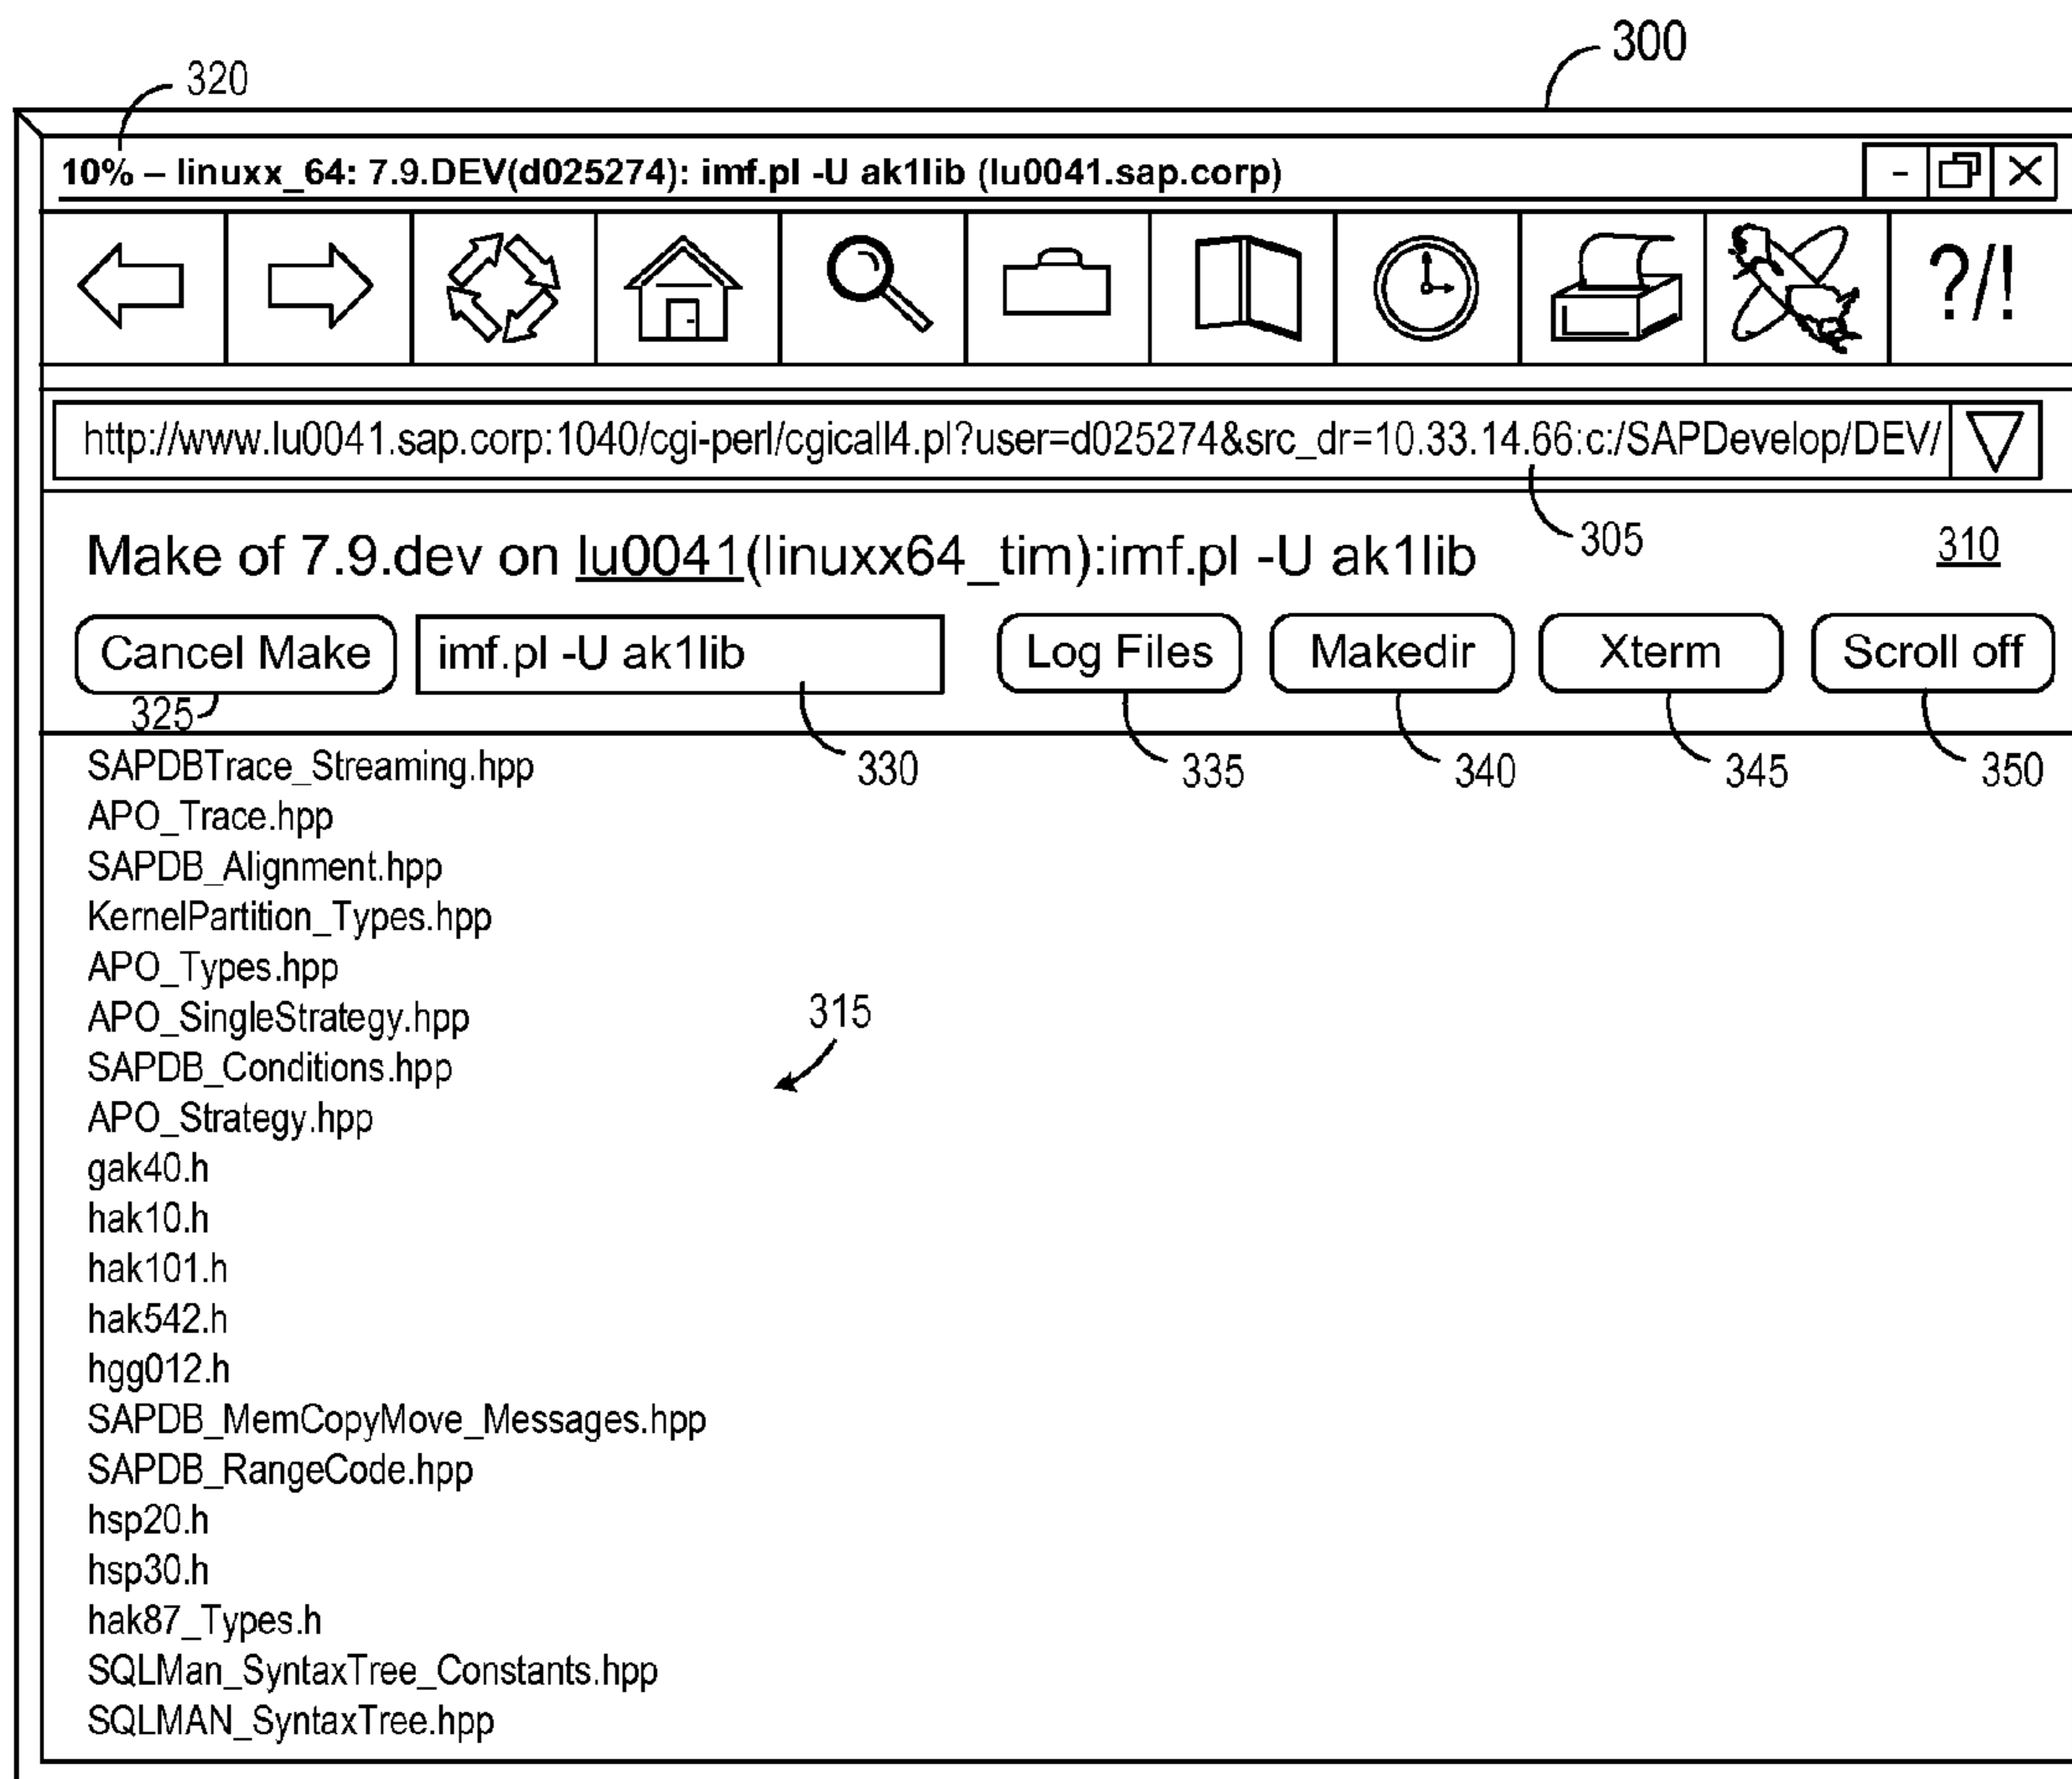 300
320
10% – linuxx_64: 7.9.DEV(d025274): imf.pl -U ak1lib (lu0041.sap.corp)
?/!
http://www.lu0041.sap.corp:1040/cgi-perl/cgicall4.pl?user=d025274&src_dr=10.33.14.66:c:/SAPDevelop/DEV/
305
310
Make of 7.9.dev on lu0041(linuxx64_tim):imf.pl -U ak1lib
Cancel Make imf.pl -U ak1lib Log Files Makedir Xterm Scroll off
325
330 335 340 345 350
SAPDBTrace_Streaming.hpp
APO_Trace.hpp
SAPDB_Alignment.hpp
KernelPartition_Types.hpp
APO_Types.hpp
APO_SingleStrategy.hpp
315
SAPDB_Conditions.hpp
APO_Strategy.hpp
gak40.h
hak10.h
hak101.h
hak542.h
hgg012.h
SAPDB_MemCopyMove_Messages.hpp
SAPDB_RangeCode.hpp
hsp20.h
hsp30.h
hak87_Types.h
SQLMan_SyntaxTree_Constants.hpp
SQLMAN_SyntaxTree.hpp